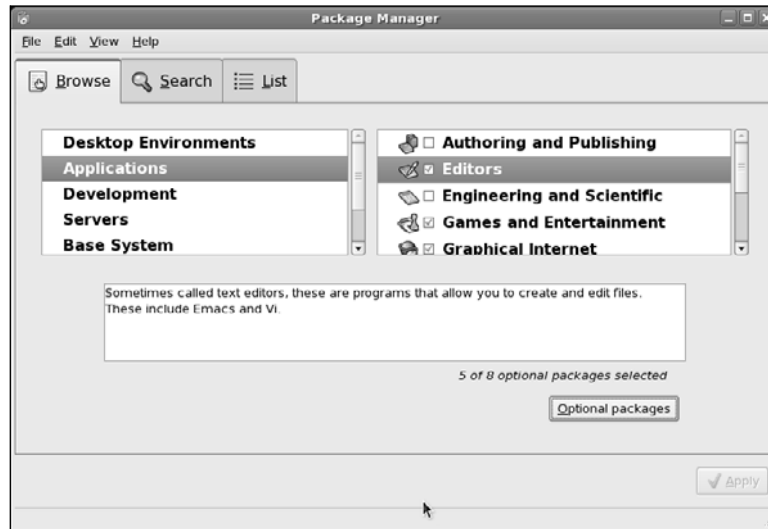 Package Manager
File Edit View Help
Browse Search List
Desktop Environments
Applications
Development
Servers
Base System
Authoring and Publishing
Editors
Engineering and Scientific
Games and Entertainment
Graphical Internet
Sometimes called text editors, these are programs that allow you to create and edit files.
These include Emacs and Vi.
5 of 8 optional packages selected
Optional packages
Apply